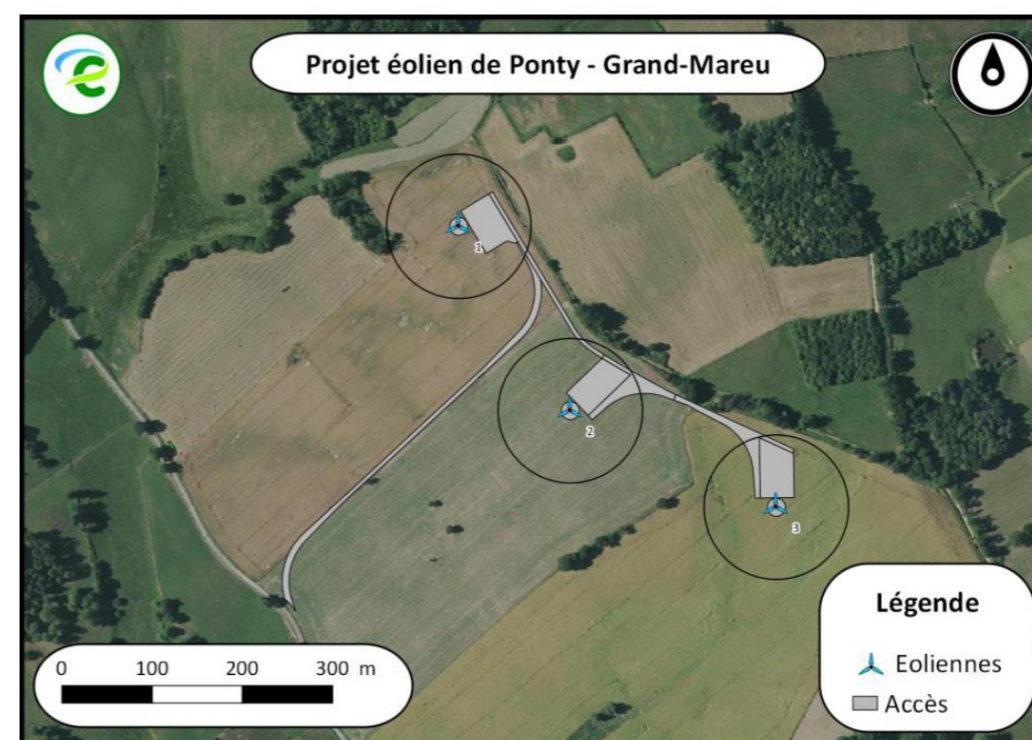 Projet éolien de Ponty - Grand-Mareu
1
2
3
Légende
Eoliennes
Accès
0 100 200 300 m